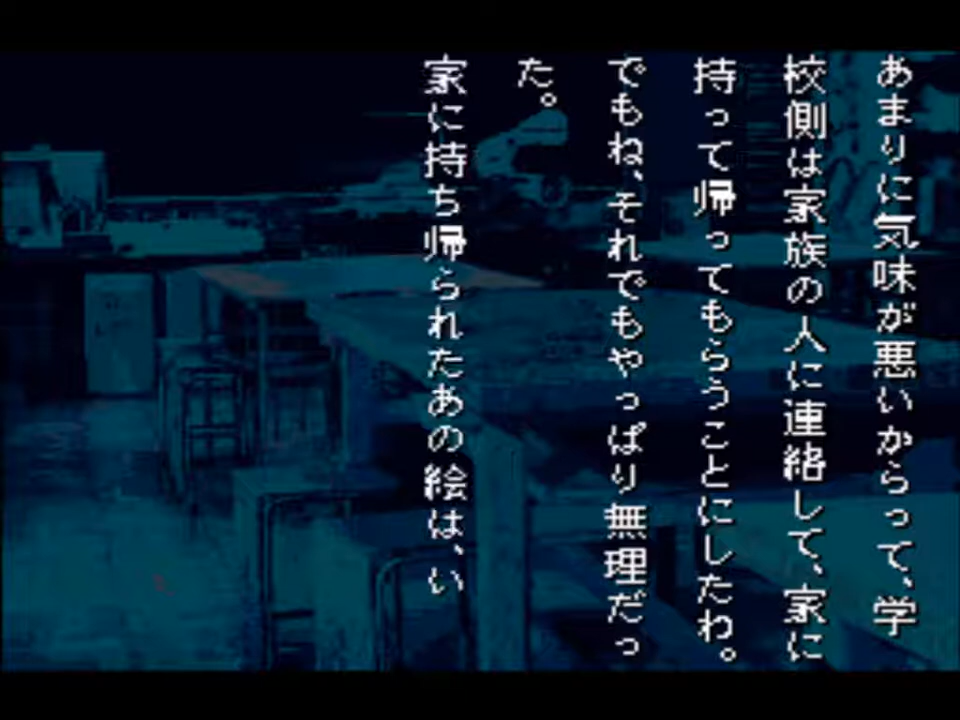 あまりに気味が悪いからって、学
校側は家族の人に連絡して、家に
持って帰ってもらうことにしたわ。
でもね、それでもやっぱり無理だっ
た。
家に持ち帰られたあの絵は、い